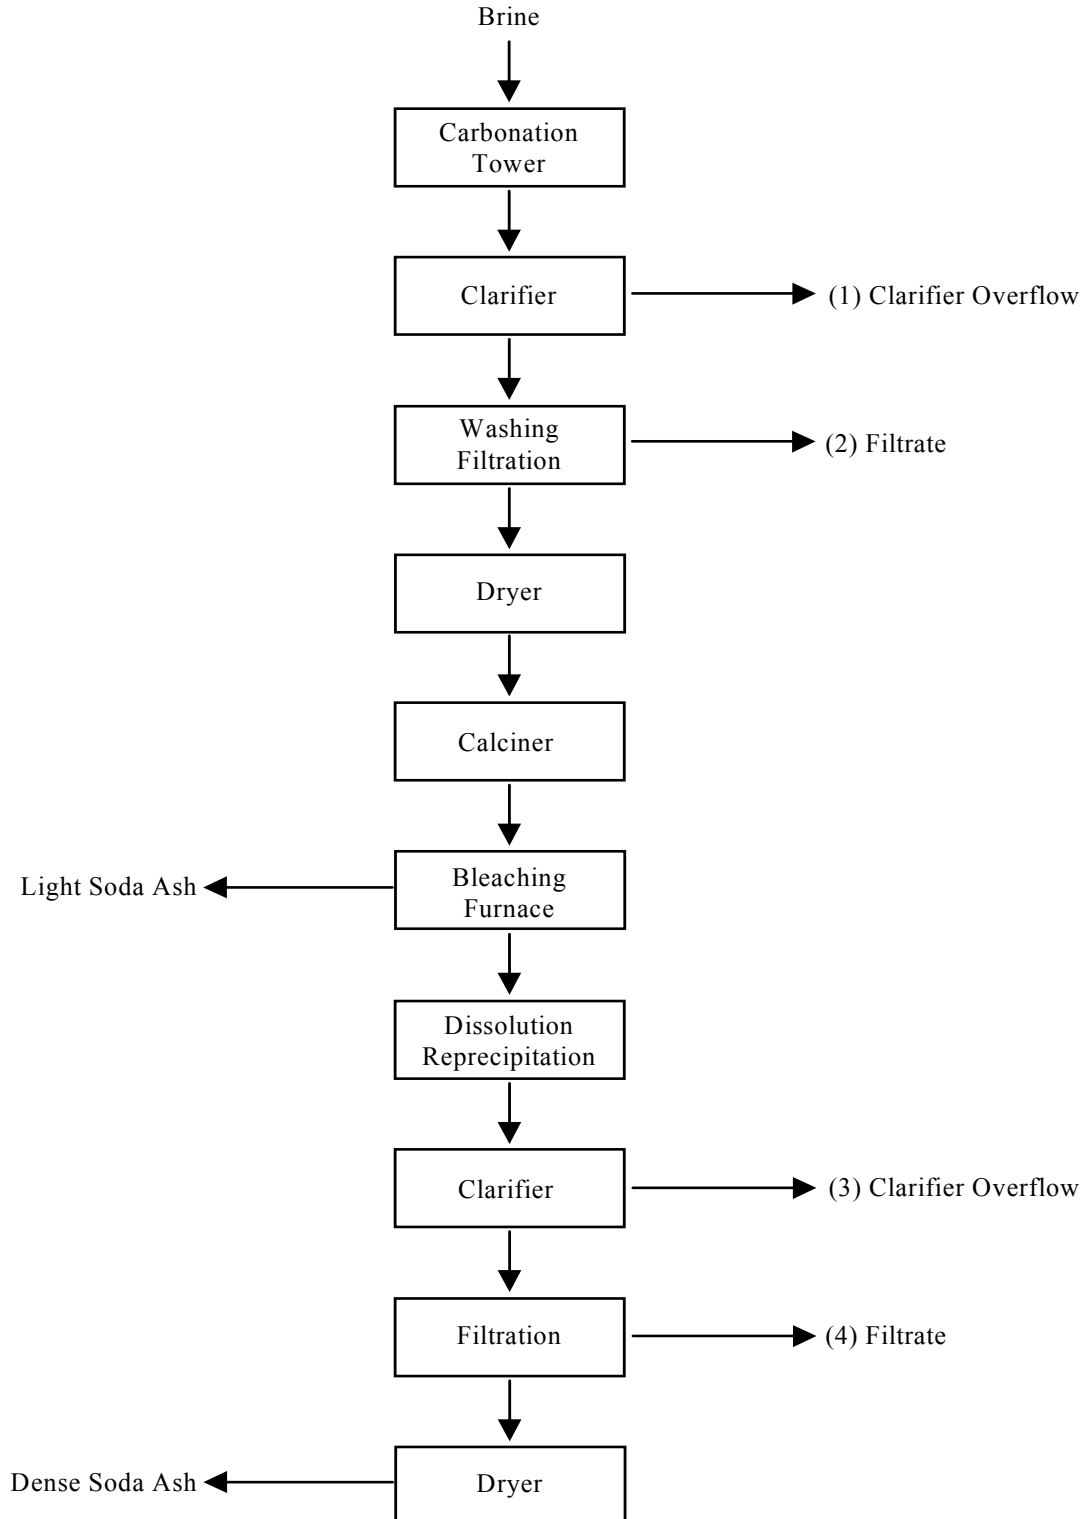 Brine
Carbonation
Tower
Clarifier
(1) Clarifier Overflow
Washing
Filtration
(2) Filtrate
Dryer
Calciner
Light Soda Ash
Bleaching
Furnace
Dissolution
Reprecipitation
Clarifier
(3) Clarifier Overflow
Filtration
(4) Filtrate
Dense Soda Ash
Dryer